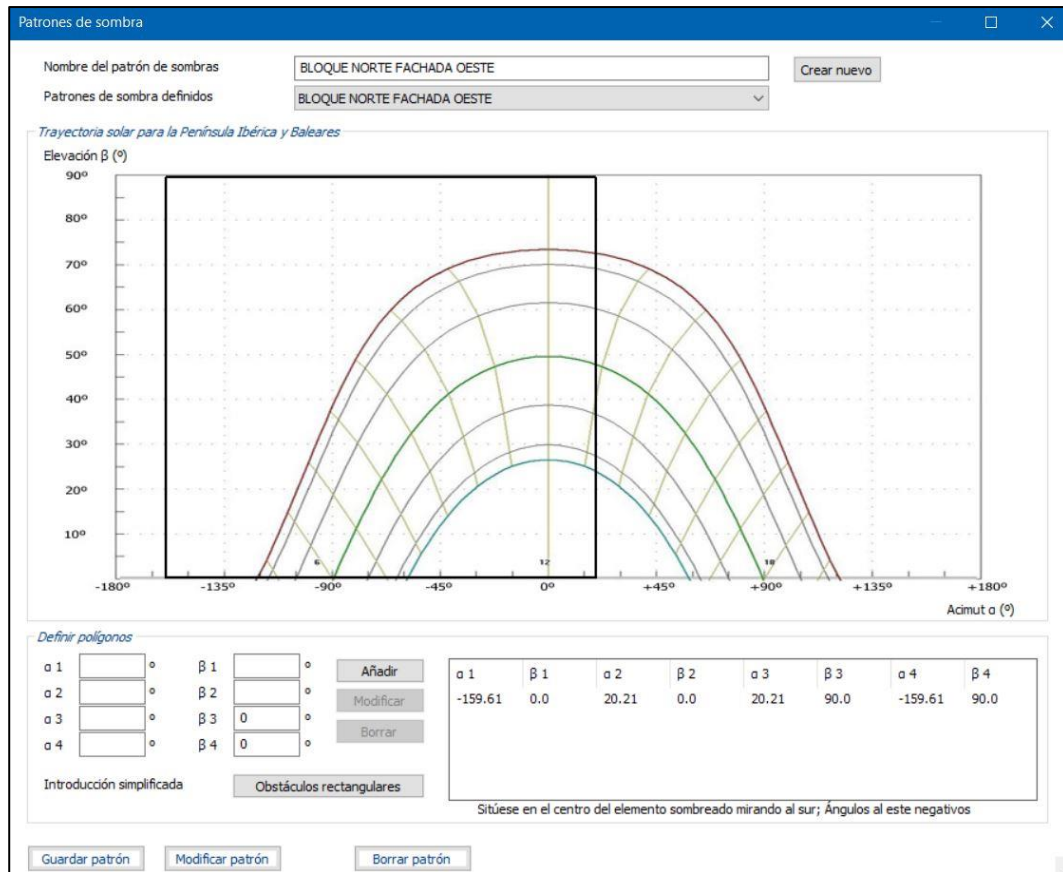 Patrones de sombra
Nombre del patrón de sombras BLOQUE NORTE FACHADA OESTE Crear nuevo
Patrones de sombra definidos BLOQUE NORTE FACHADA OESTE
Trayectoria solar para la Península Ibérica y Baleares
Elevación β (º)
90º
80º
70º
60º
50º
40º
30º
20º
10º
6 12 18
-180º -135º -90º -45º 0º +45º +90º +135º +180º
Acimut α (º)
Definir polígonos
α 1 º β 1 º Añadir
α 2 º β 2 º Modificar
α 3 º β 3 0 º Borrar
α 4 º β 4 0 º
α 1 β 1 α 2 β 2 α 3 β 3 α 4 β 4
-159.61 0.0 20.21 0.0 20.21 90.0 -159.61 90.0
Introducción simplificada Obstáculos rectangulares
Sitúese en el centro del elemento sombreado mirando al sur; Ángulos al este negativos
Guardar patrón Modificar patrón Borrar patrón